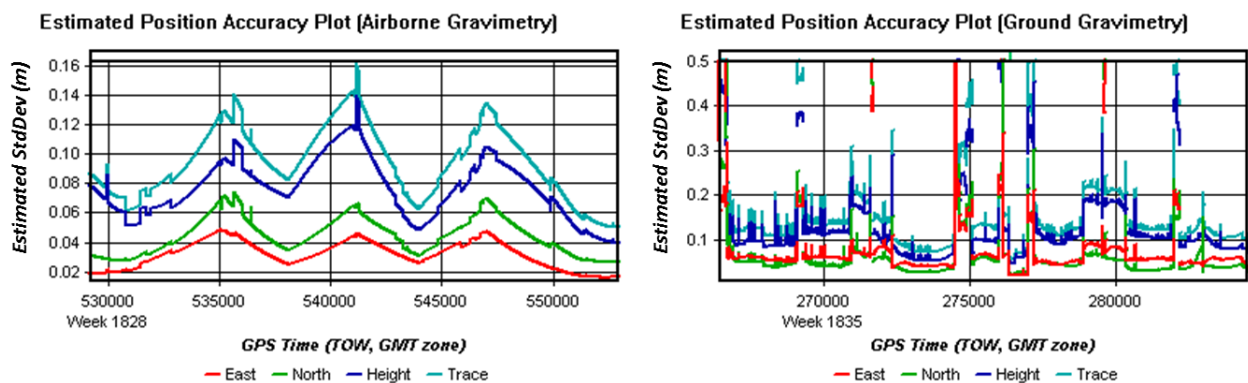 Estimated Position Accuracy Plot (Airborne Gravimetry)
Estimated StdDev (m)
0.16
0.14
0.12
0.10
0.08
0.06
0.04
0.02
530000 535000 540000 545000 550000
Week 1828
GPS Time (TOW, GMT zone)
East North Height Trace
Estimated Position Accuracy Plot (Ground Gravimetry)
Estimated StdDev (m)
0.5
0.4
0.3
0.2
0.1
270000 275000 280000
Week 1835
GPS Time (TOW, GMT zone)
East North Height Trace